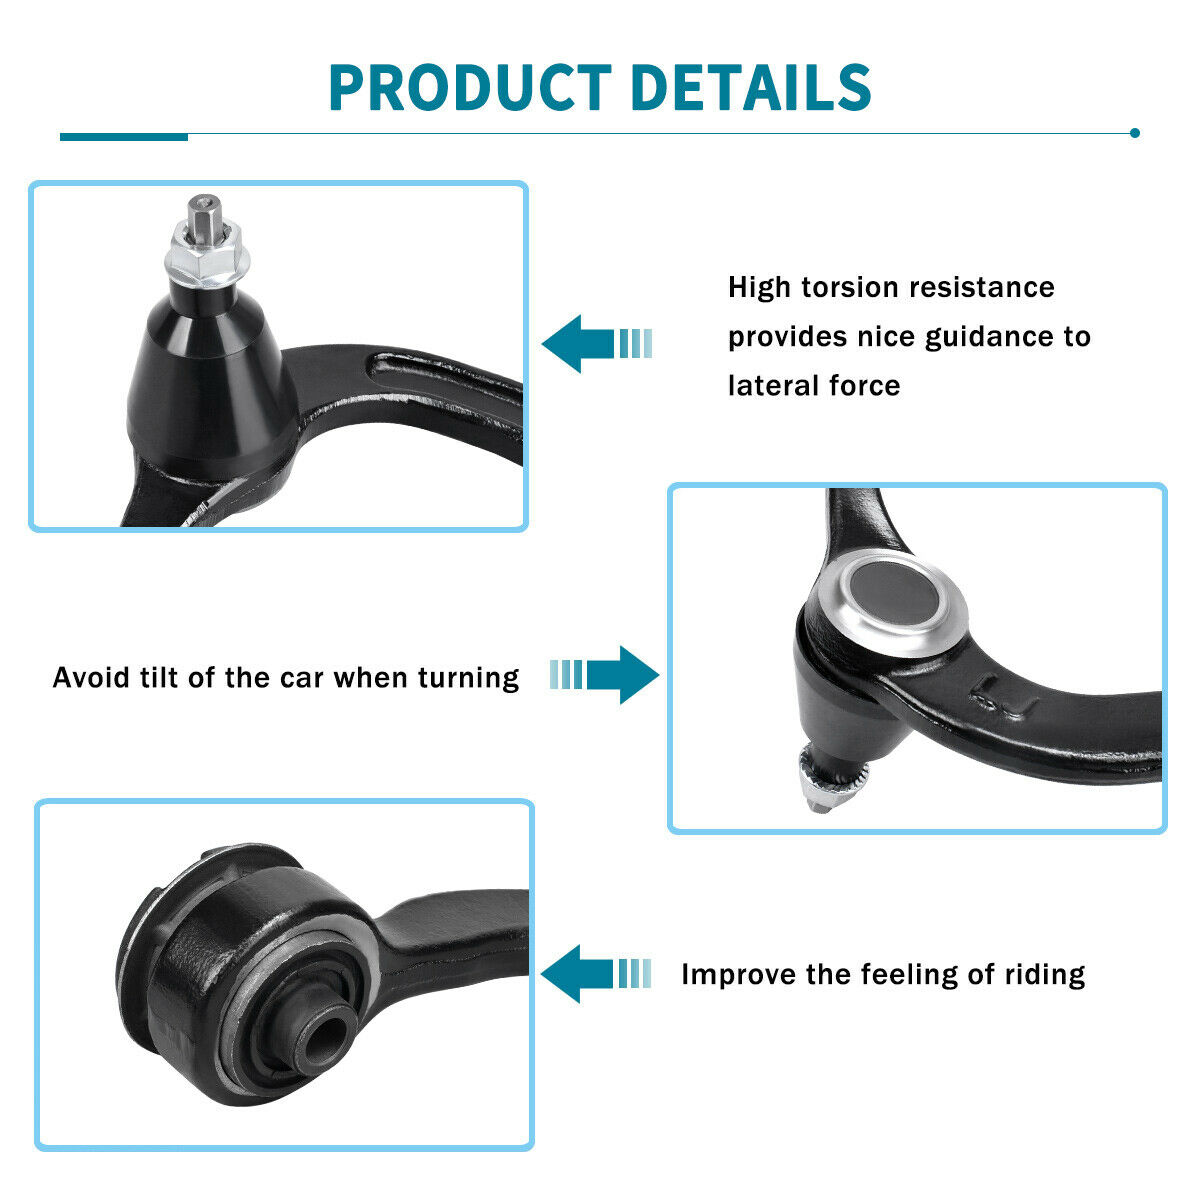 PRODUCT DETAILS
High torsion resistance
provides nice guidance to
lateral force
Avoid tilt of the car when turning
Improve the feeling of riding